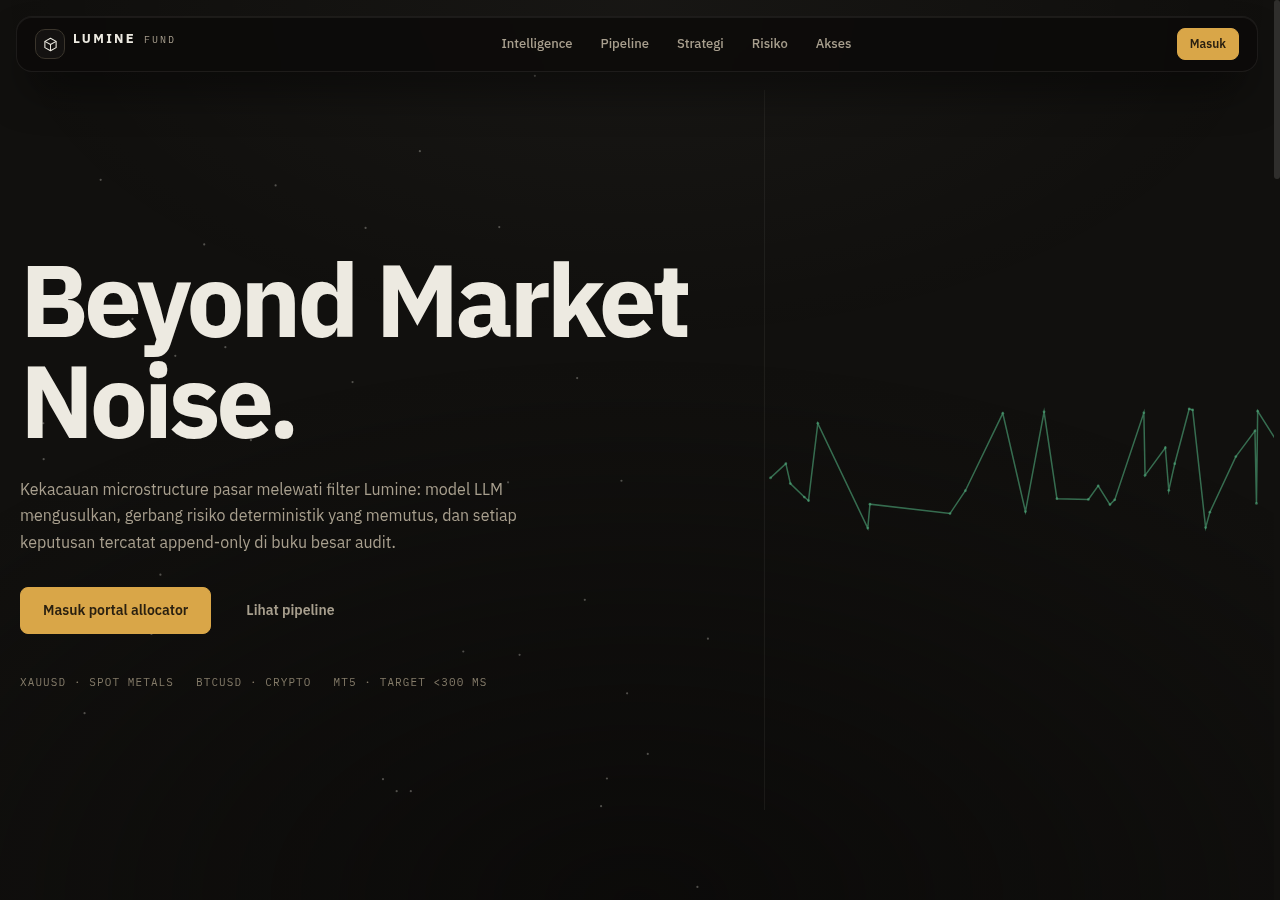 LUMINE FUND
Intelligence
Pipeline
Strategi
Risiko
Akses
Masuk
Beyond Market
Noise.
Kekacauan microstructure pasar melewati filter Lumine: model LLM
mengusulkan, gerbang risiko deterministik yang memutus, dan setiap
keputusan tercatat append-only di buku besar audit.
Masuk portal allocator
Lihat pipeline
XAUUSD · SPOT METALS BTCUSD · CRYPTO MT5 · TARGET <300 MS